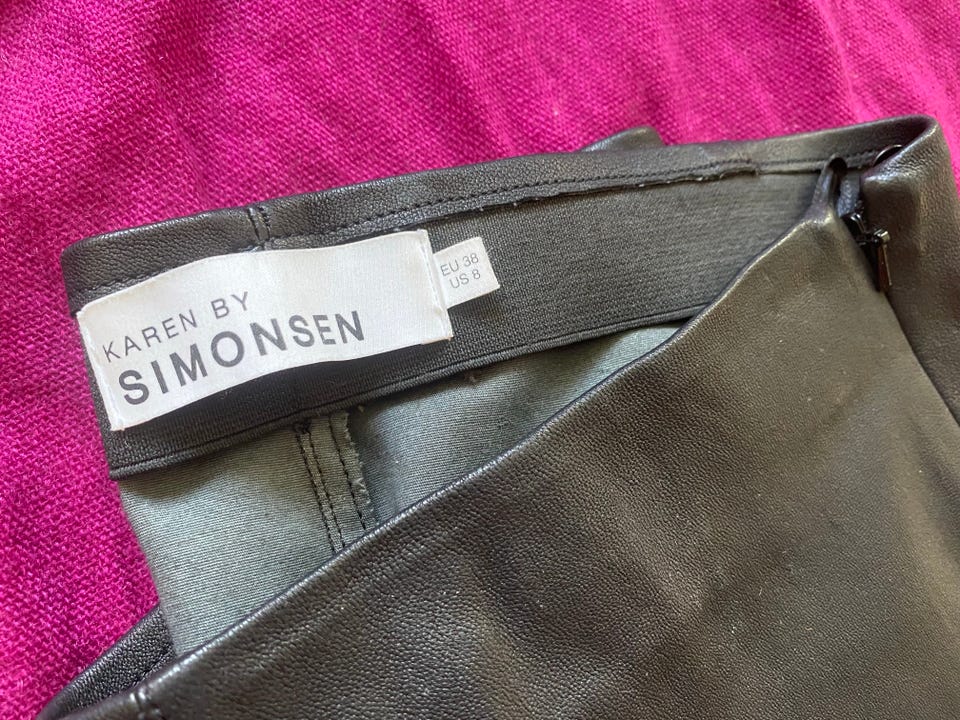 KAREN BY
SIMONSEN
EU 38
US 8